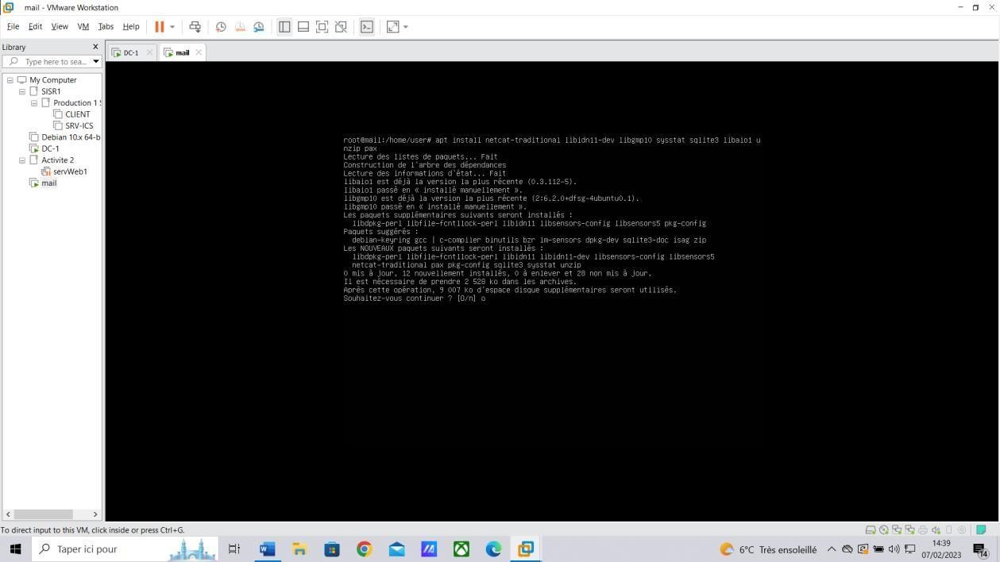 mail - VMware Workstation
File Edit View VM Tabs Help
Library
Type here to sea...
DC-1
mail
My Computer
SISR1
Production 1
CLIENT
SRV-ICS
Debian 10.x 64-b
DC-1
Activite 2
servWeb1
mail
root@mail:/home/user# apt install netcat-traditional libidn11-dev libgmp10 sysstat sqlite3 libaio1 u
nzip pax
Lecture des listes de paquets... Fait
Construction de l'arbre des dépendances
Lecture des informations d'état... Fait
libaio1 est déjà la version la plus récente (0.3.112-5).
libaio1 passé en « installé manuellement ».
libgmp10 est déjà la version la plus récente (2:6.2.0+dfsg-4ubuntu0.1).
libgmp10 passé en « installé manuellement ».
Les paquets supplémentaires suivants seront installés :
libdpkg-perl libfile-fcntllock-perl libidn11 libsensors-config libsensors5 pkg-config
Paquets suggérés :
debian-keyring gcc | c-compiler binutils bzr lm-sensors dpkg-dev sqlite3-doc isag zip
Les NOUVEAUX paquets suivants seront installés :
libdpkg-perl libfile-fcntllock-perl libidn11 libidn11-dev libsensors-config libsensors5
netcat-traditional pax pkg-config sqlite3 sysstat unzip
0 mis à jour, 12 nouvellement installés, 0 à enlever et 28 non mis à jour.
Il est nécessaire de prendre 2 528 ko dans les archives.
Après cette opération, 9 007 ko d'espace disque supplémentaires seront utilisés.
Souhaitez-vous continuer ? [O/n] o
To direct input to this VM, click inside or press Ctrl+G.
Taper ici pour
6°C Très ensoleillé
14:39
07/02/2023
14